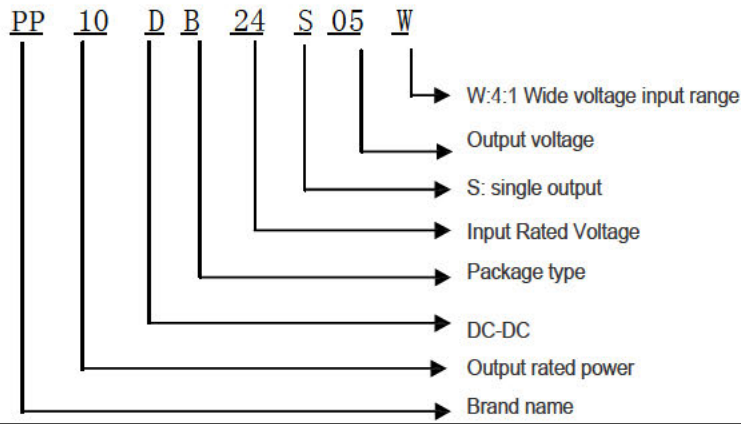 PP 10 D B 24 S 05 W
W:4:1 Wide voltage input range
Output voltage
S: single output
Input Rated Voltage
Package type
DC-DC
Output rated power
Brand name